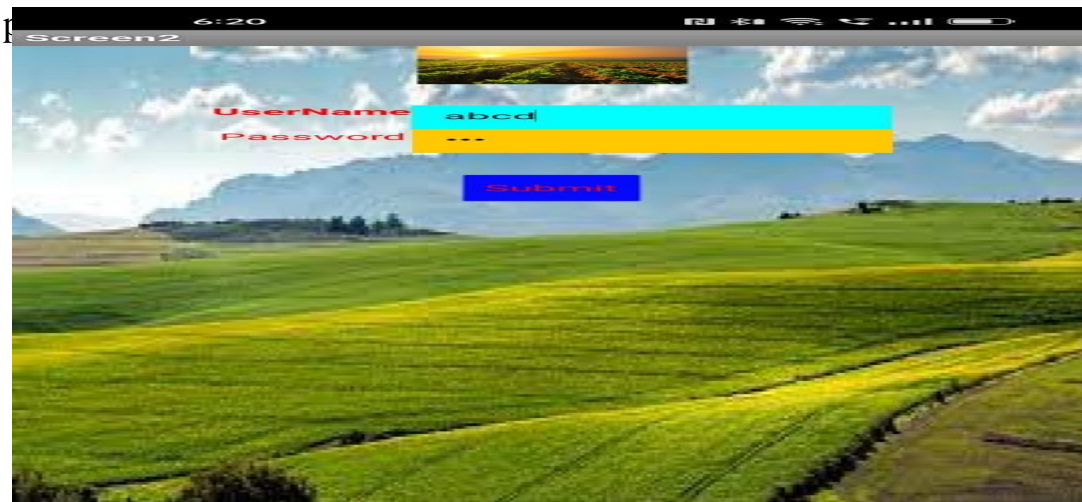 p
6:20
Screen2
UserName abcd
Password •••
Submit